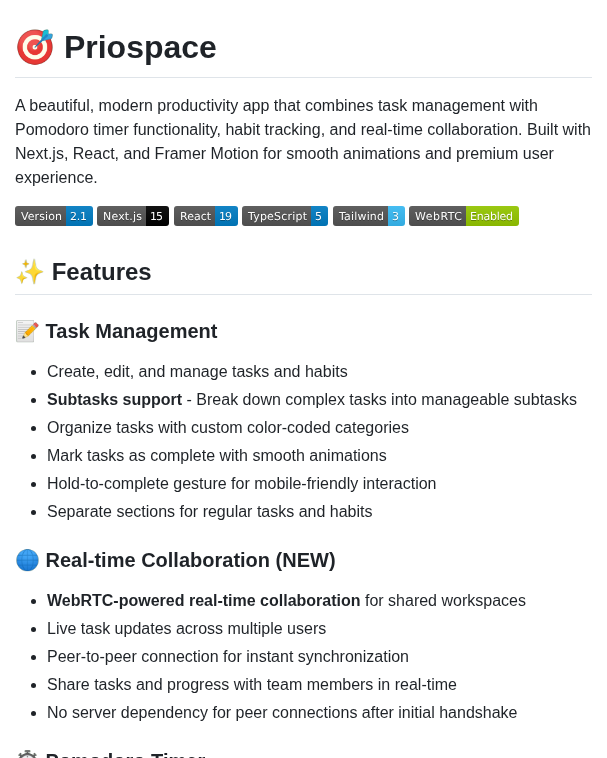 🎯 Priospace
A beautiful, modern productivity app that combines task management with
Pomodoro timer functionality, habit tracking, and real-time collaboration. Built with
Next.js, React, and Framer Motion for smooth animations and premium user
experience.
Version 2.1 Next.js 15 React 19 TypeScript 5 Tailwind 3 WebRTC Enabled
✨ Features
📝 Task Management
• Create, edit, and manage tasks and habits
• Subtasks support - Break down complex tasks into manageable subtasks
• Organize tasks with custom color-coded categories
• Mark tasks as complete with smooth animations
• Hold-to-complete gesture for mobile-friendly interaction
• Separate sections for regular tasks and habits
🌐 Real-time Collaboration (NEW)
• WebRTC-powered real-time collaboration for shared workspaces
• Live task updates across multiple users
• Peer-to-peer connection for instant synchronization
• Share tasks and progress with team members in real-time
• No server dependency for peer connections after initial handshake
⏱️ Pomodoro Timer